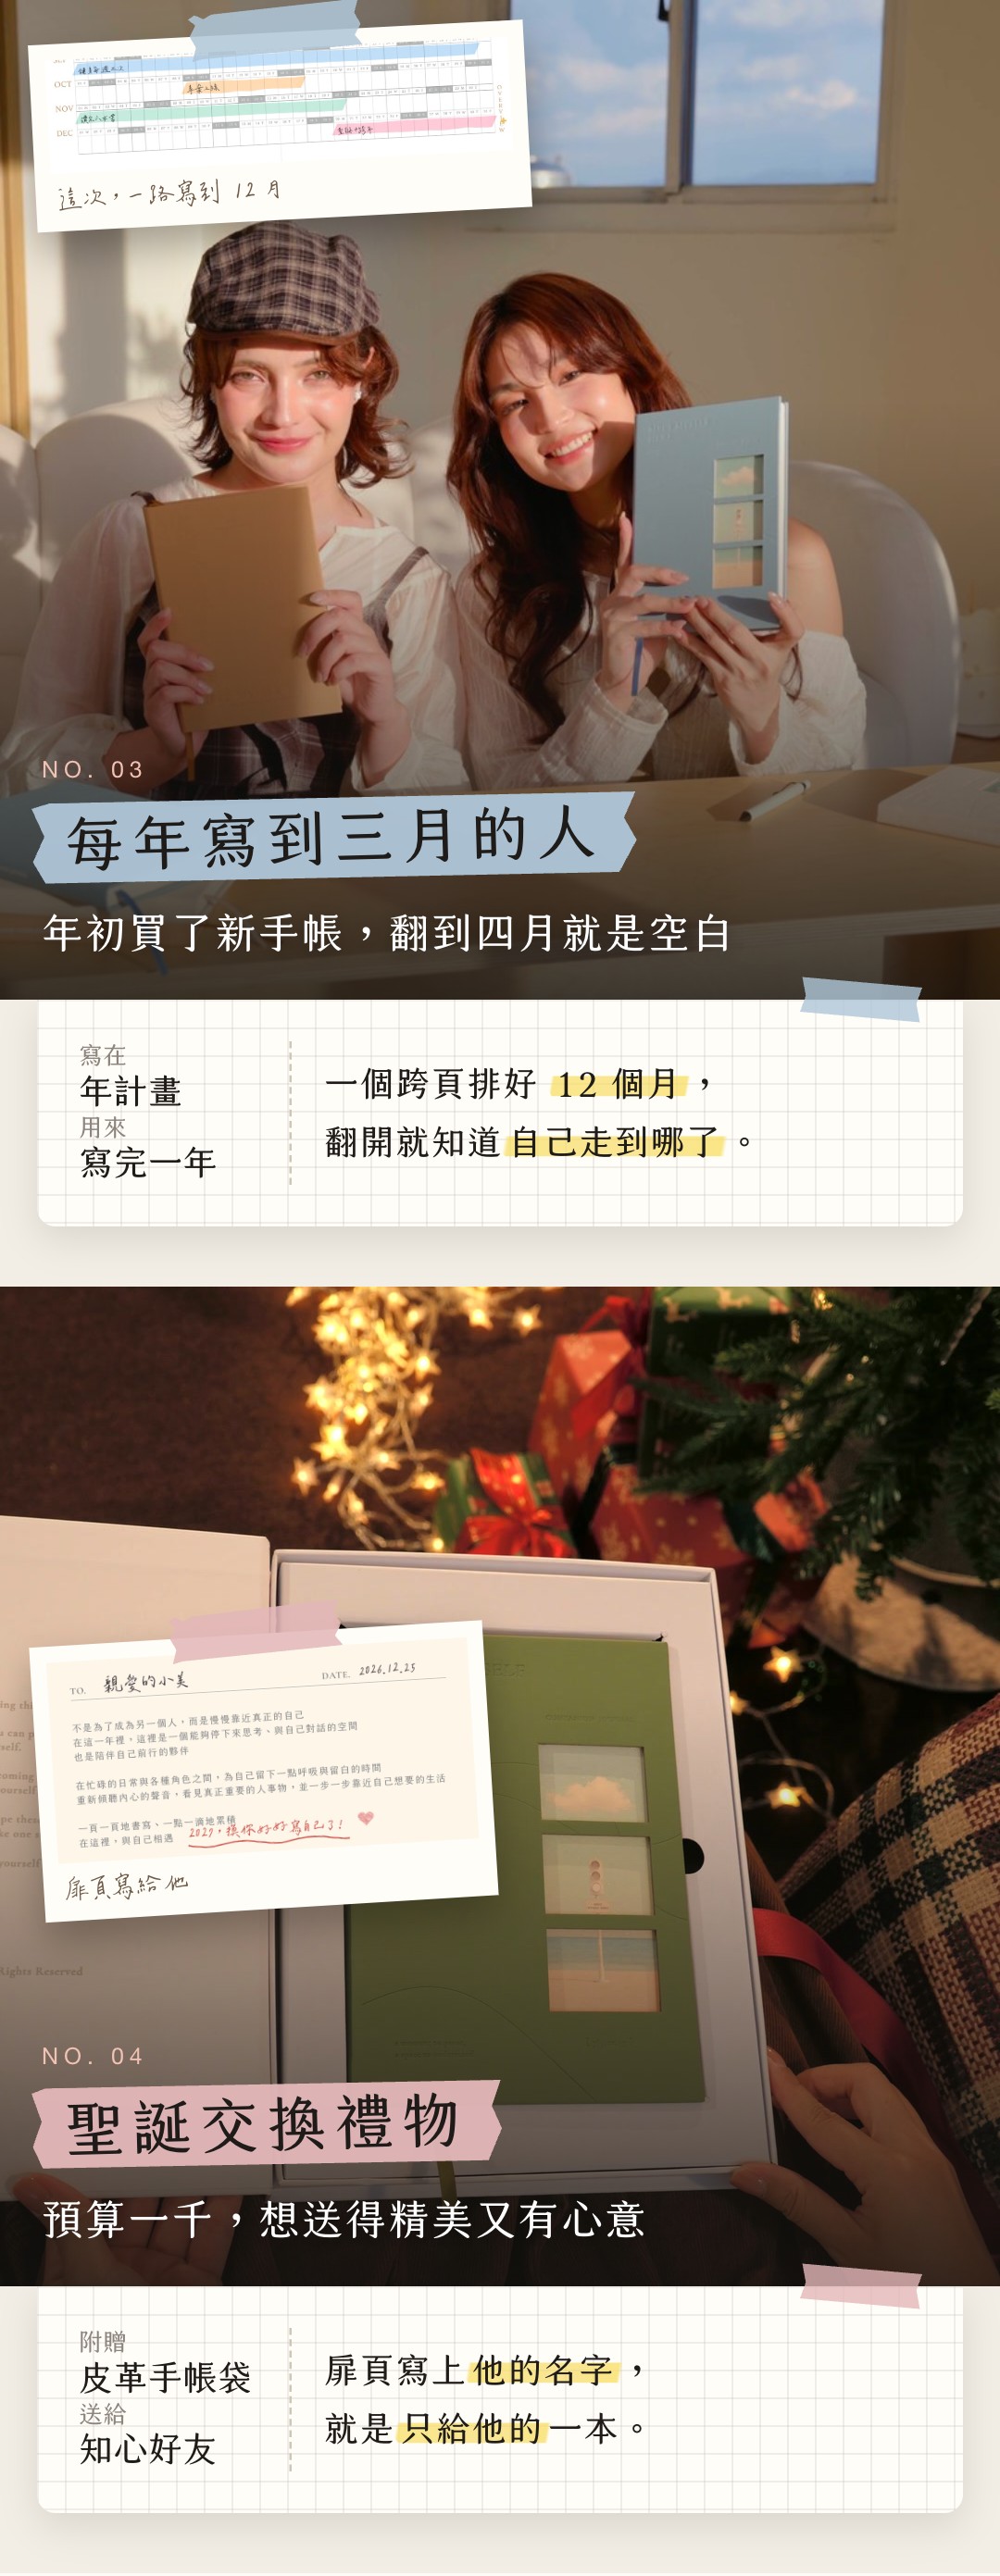 OCT
NOV
DEC
這次，一路寫到 12 月
NO. 03
每年寫到三月的人
年初買了新手帳，翻到四月就是空白
寫在
年計畫
用來
寫完一年
一個跨頁排好 12 個月，
翻開就知道自己走到哪了。
TO. 親愛的小美 DATE. 2026.12.25
不是為了成為另一個人，而是慢慢靠近真正的自己
在這一年裡，這裡是一個能夠停下來思考、與自己對話的空間
也是陪伴自己前行的夥伴
在忙碌的日常與各種角色之間，為自己留下一點呼吸與留白的時間
重新傾聽內心的聲音，看見真正重要的人事物，並一步一步靠近自己想要的生活
一頁一頁地書寫、一點一滴地累積
在這裡，與自己相遇
2027，換你好好寫自己了！
扉頁寫給他
Rights Reserved
NO. 04
聖誕交換禮物
預算一千，想送得精美又有心意
附贈
皮革手帳袋
送給
知心好友
扉頁寫上他的名字，
就是只給他的一本。